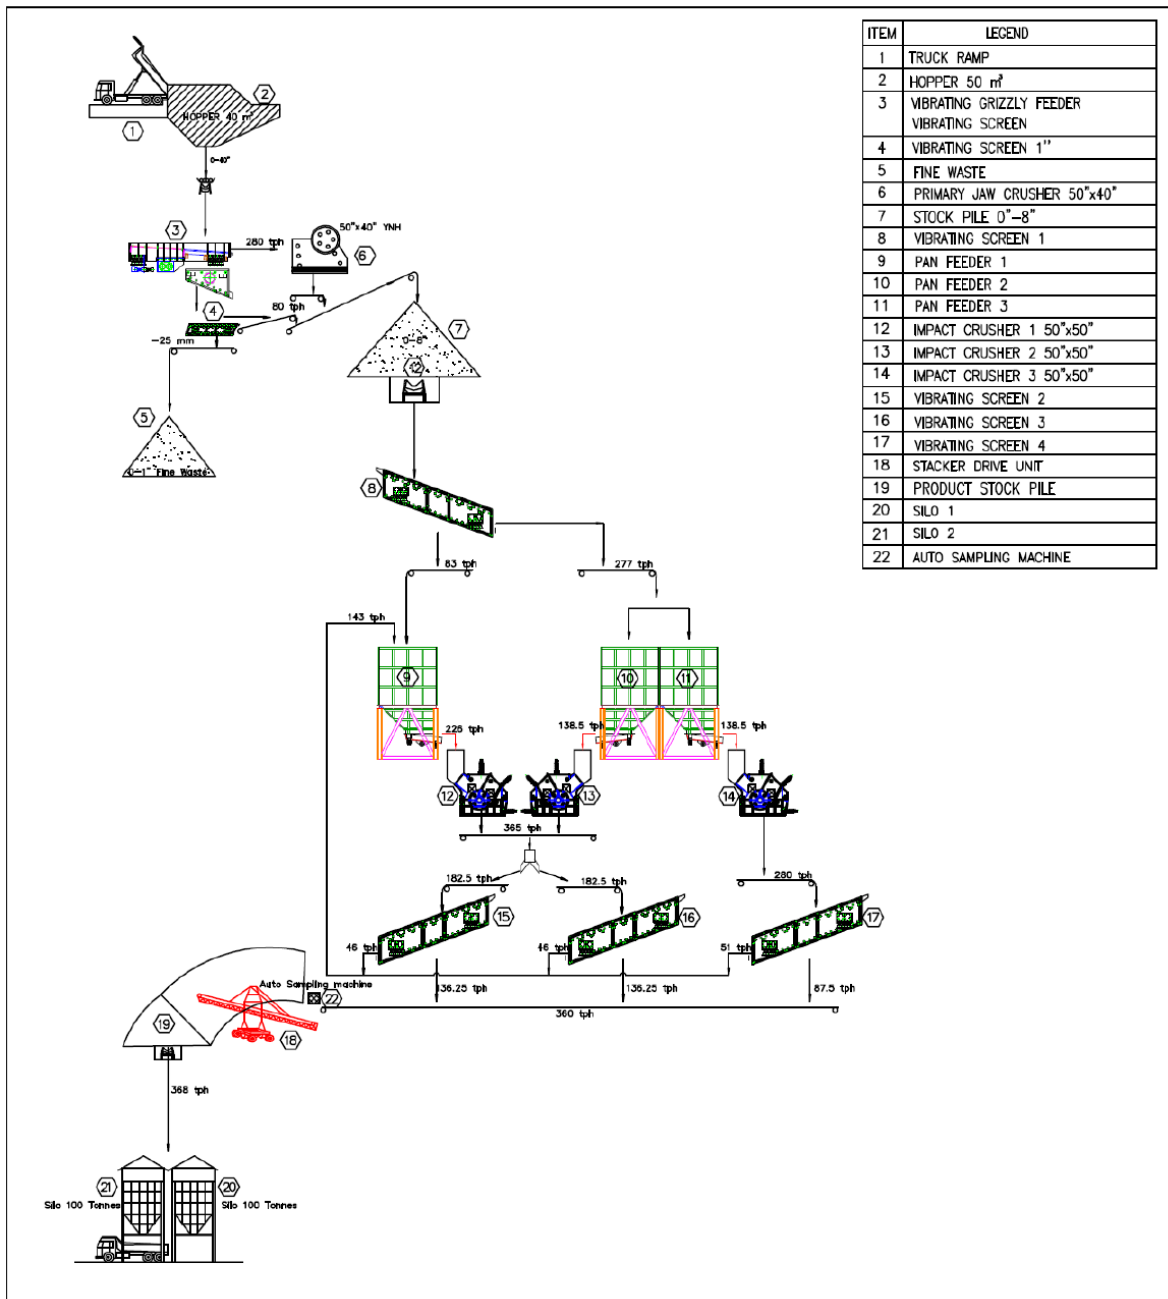 ITEM LEGEND
1 TRUCK RAMP
2 HOPPER 50 m³
3 VIBRATING GRIZZLY FEEDER
VIBRATING SCREEN
4 VIBRATING SCREEN 1''
5 FINE WASTE
6 PRIMARY JAW CRUSHER 50"x40"
7 STOCK PILE 0"-8"
8 VIBRATING SCREEN 1
9 PAN FEEDER 1
10 PAN FEEDER 2
11 PAN FEEDER 3
12 IMPACT CRUSHER 1 50"x50"
13 IMPACT CRUSHER 2 50"x50"
14 IMPACT CRUSHER 3 50"x50"
15 VIBRATING SCREEN 2
16 VIBRATING SCREEN 3
17 VIBRATING SCREEN 4
18 STACKER DRIVE UNIT
19 PRODUCT STOCK PILE
20 SILO 1
21 SILO 2
22 AUTO SAMPLING MACHINE
2
HOPPER 40 m³
1
0-40"
3
280 tph
50"x40" YNH
6
80 tph
4
-25 mm
7
0-8"
5
0-1" Fine Waste
8
83 tph
277 tph
143 tph
9
10
11
226 tph
138.5 tph
138.5 tph
12
13
14
365 tph
182.5 tph
182.5 tph
280 tph
15
16
17
46 tph
46 tph
51 tph
Auto Sampling machine
22
136.25 tph
136.25 tph
87.5 tph
360 tph
19
18
368 tph
21
20
Silo 100 Tonnes
Silo 100 Tonnes